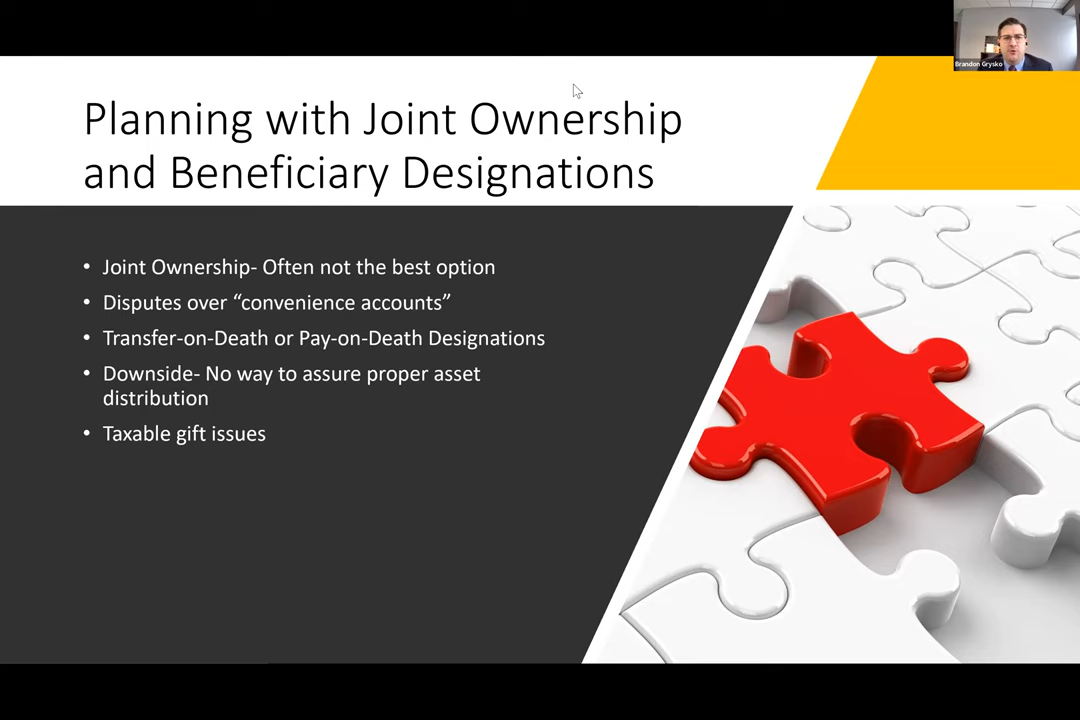 Brandon Grysko
Planning with Joint Ownership
and Beneficiary Designations
• Joint Ownership- Often not the best option
• Disputes over “convenience accounts”
• Transfer-on-Death or Pay-on-Death Designations
• Downside- No way to assure proper asset
distribution
• Taxable gift issues